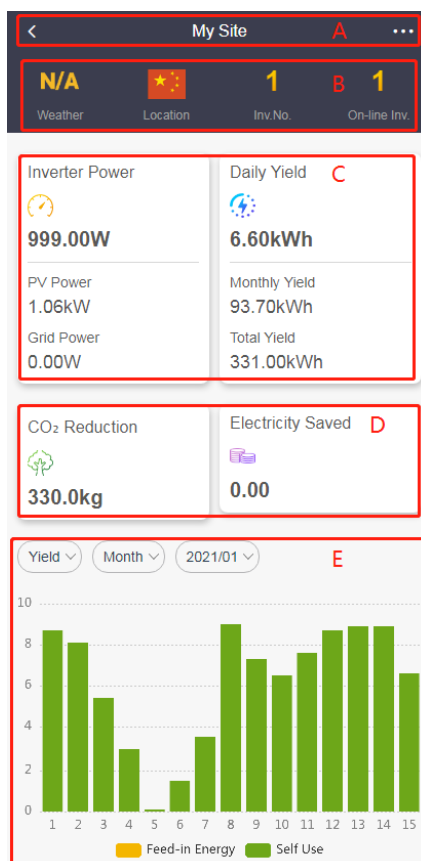 My Site A ...
N/A 1 B 1
Weather Location Inv.No. On-line Inv.
Inverter Power Daily Yield C
999.00W 6.60kWh
PV Power Monthly Yield
1.06kW 93.70kWh
Grid Power Total Yield
0.00W 331.00kWh
CO₂ Reduction Electricity Saved D
330.0kg 0.00
Yield Month 2021/01 E
10
8
6
4
2
0
1 2 3 4 5 6 7 8 9 10 11 12 13 14 15
Feed-in Energy Self Use